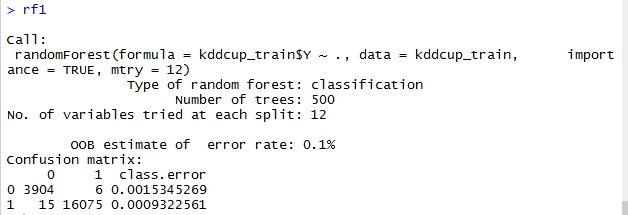 > rf1
Call:
randomForest(formula = kddcup_train$Y ~ ., data = kddcup_train, import
ance = TRUE, mtry = 12)
Type of random forest: classification
Number of trees: 500
No. of variables tried at each split: 12
OOB estimate of error rate: 0.1%
Confusion matrix:
0 1 class.error
0 3904 6 0.0015345269
1 15 16075 0.0009322561